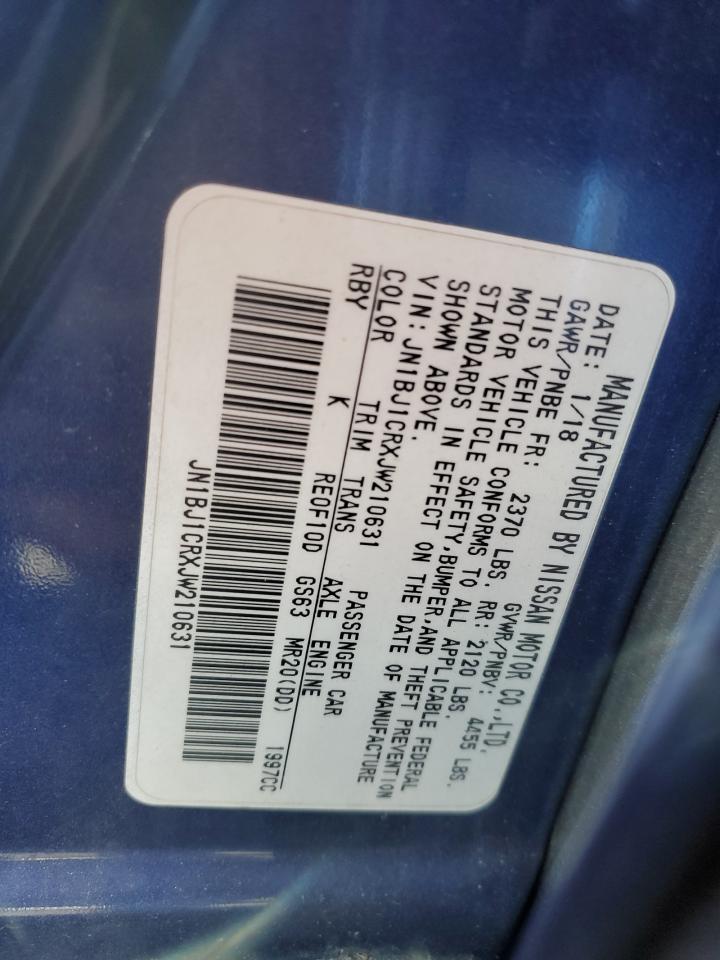 MANUFACTURED BY NISSAN MOTOR CO.,LTD.
DATE: 1/18 GVWR/PNBV: 4455 LBS.
GAWR/PNBE FR: 2370 LBS. RR: 2120 LBS.
THIS VEHICLE CONFORMS TO ALL APPLICABLE FEDERAL
MOTOR VEHICLE SAFETY,BUMPER,AND THEFT PREVENTION
STANDARDS IN EFFECT ON THE DATE OF MANUFACTURE
SHOWN ABOVE.
VIN: JN1BJ1CRXJW210631 PASSENGER CAR
COLOR TRIM TRANS AXLE ENGINE
RBY K RE0F10D GS63 MR20(DD) 1997CC
JN1BJ1CRXJW210631